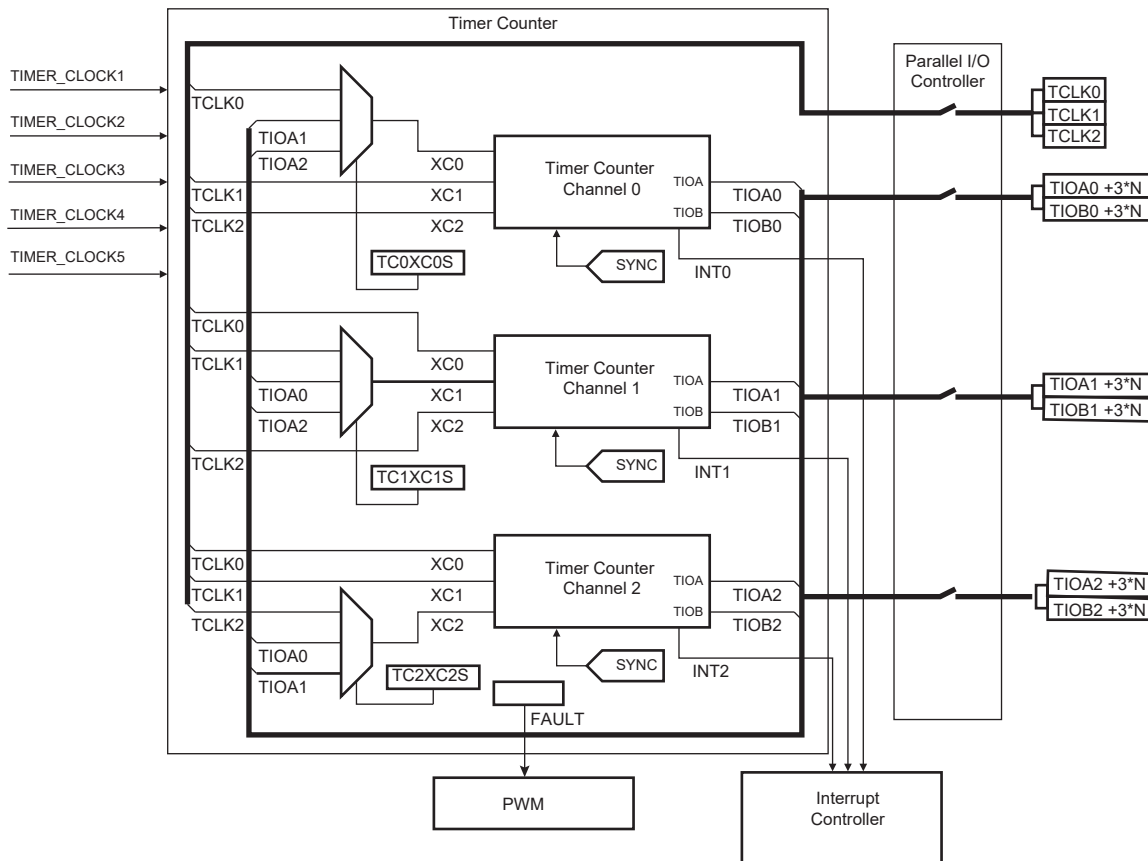 Timer Counter
Parallel I/O
Controller
TIMER_CLOCK1
TCLK0
TCLK0
TCLK1
TIMER_CLOCK2
TCLK2
TIOA1
TIOA2
XC0
Timer Counter
Channel 0
TIMER_CLOCK3
TIOA
TCLK1
XC1
TIOA0
TIOA0 +3*N
TIMER_CLOCK4
TIOB
TCLK2
XC2
TIOB0
TIOB0 +3*N
TIMER_CLOCK5
TC0XC0S
SYNC
INT0
TCLK0
TCLK1
XC0
Timer Counter
Channel 1
TIOA
TIOA0
XC1
TIOA1
TIOA1 +3*N
TIOB
TIOA2
XC2
TIOB1
TIOB1 +3*N
TCLK2
TC1XC1S
SYNC
INT1
TCLK0
XC0
Timer Counter
Channel 2
TIOA
TCLK1
XC1
TIOA2
TIOA2 +3*N
TIOB
TCLK2
XC2
TIOB2
TIOB2 +3*N
TIOA0
TIOA1
TC2XC2S
SYNC
INT2
FAULT
PWM
Interrupt
Controller